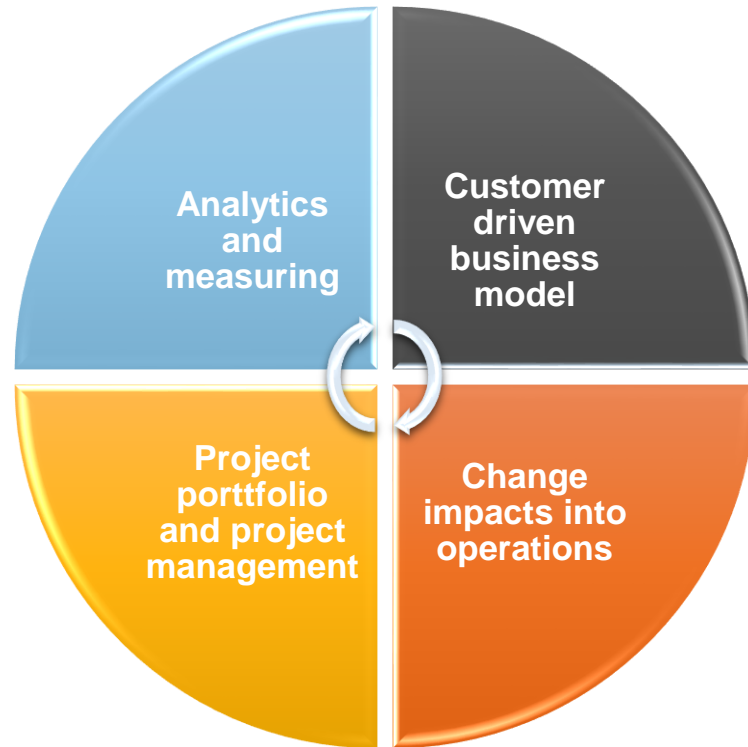 Analytics
and
measuring
Customer
driven
business
model
Project
porttfolio
and project
management
Change
impacts into
operations